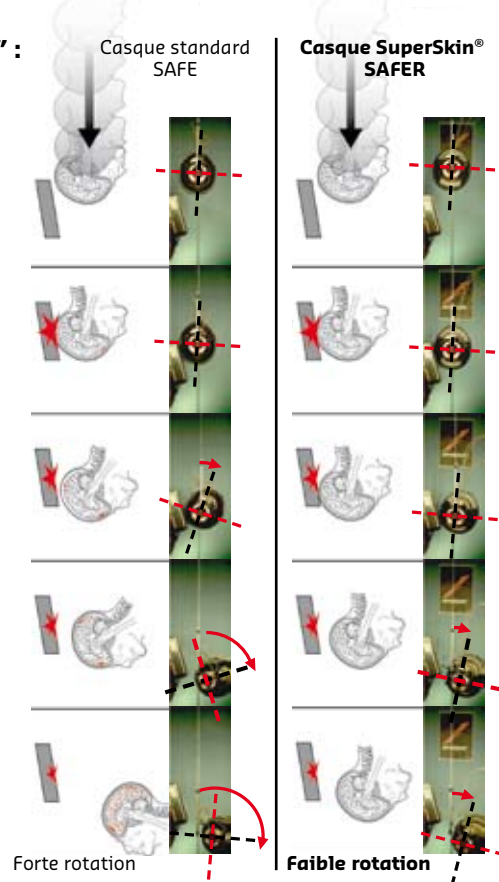 " :
Casque standard
SAFE
Casque SuperSkin®
SAFER
Forte rotation
Faible rotation